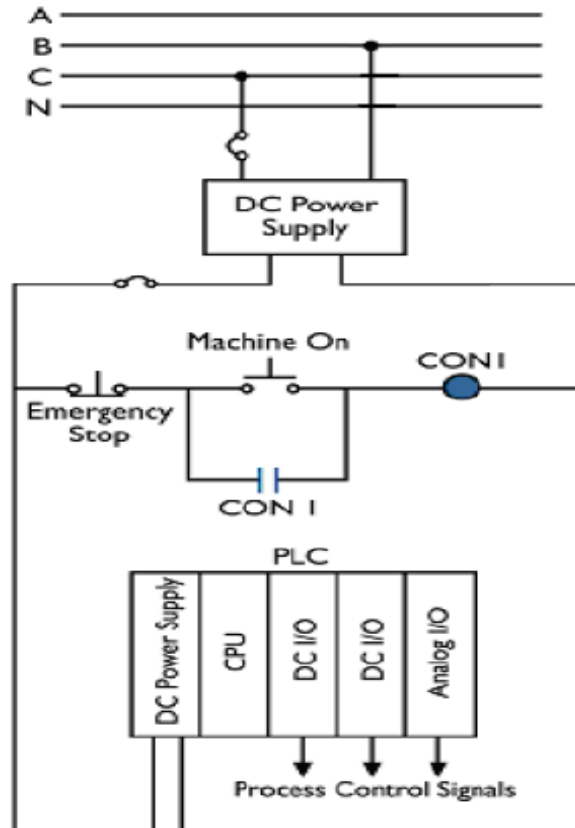 A
B
C
N
DC Power
Supply
Machine On
CON1
Emergency
Stop
CON 1
PLC
DC Power Supply
CPU
DC I/O
DC I/O
Analog I/O
Process Control Signals